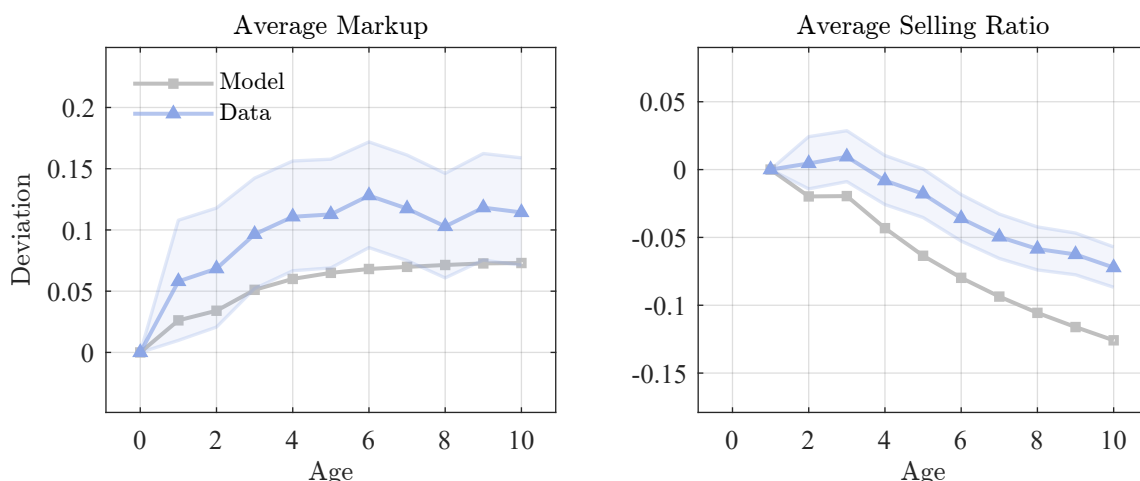 Average Markup
Model
Data
0.2
0.15
0.1
0.05
0
Deviation
0 2 4 6 8 10
Age
Average Selling Ratio
0.05
0
-0.05
-0.1
-0.15
0 2 4 6 8 10
Age